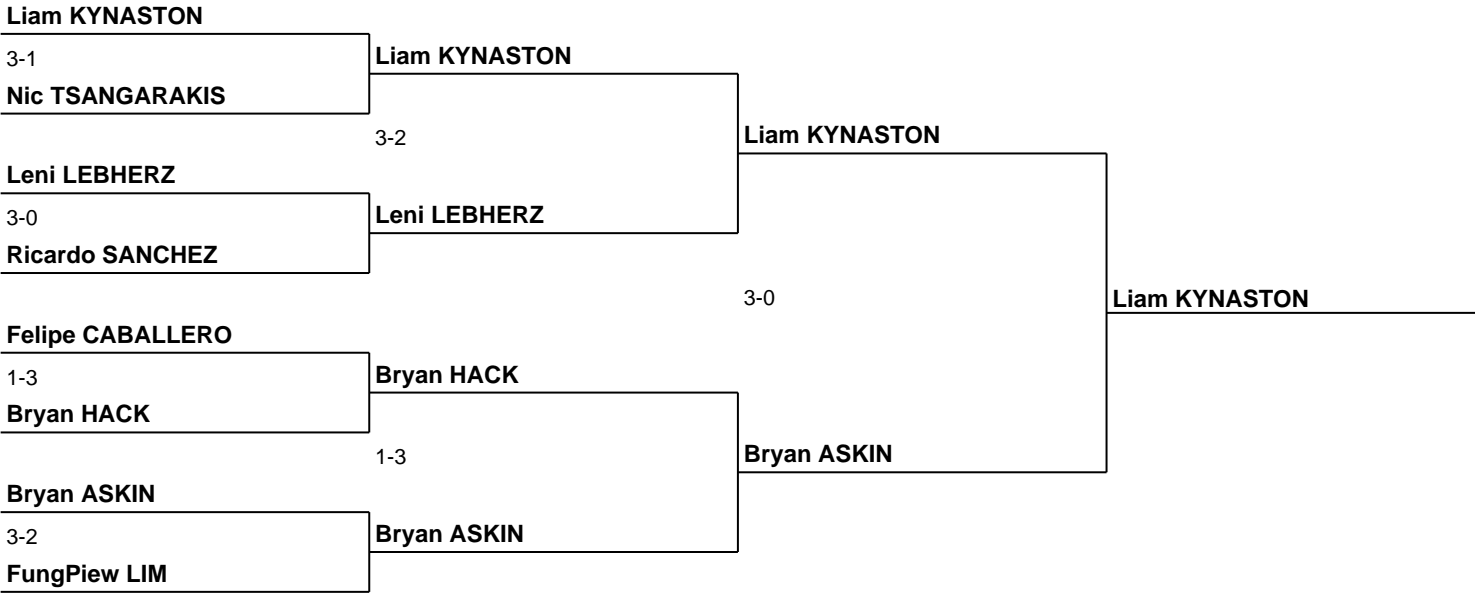 Liam KYNASTON
3-1
Nic TSANGARAKIS
Leni LEBHERZ
3-0
Ricardo SANCHEZ
Felipe CABALLERO
1-3
Bryan HACK
Bryan ASKIN
3-2
FungPiew LIM
Liam KYNASTON
3-2
Leni LEBHERZ
Bryan HACK
1-3
Bryan ASKIN
Liam KYNASTON
3-0
Bryan ASKIN
Liam KYNASTON